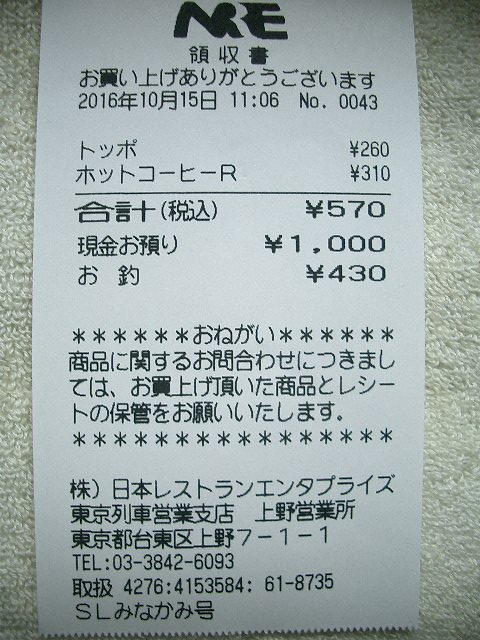 NRE
領収書
お買い上げありがとうございます
2016年10月15日 11:06 No. 0043
トッポ ¥260
ホットコーヒーR ¥310
合計(税込) ¥570
現金お預り ¥1,000
お 釣 ¥430
******おねがい******
商品に関するお問合わせにつきまし
ては、お買上げ頂いた商品とレシー
トの保管をお願いいたします。
****************
株）日本レストランエンタプライズ
東京列車営業支店 上野営業所
東京都台東区上野７－１－１
TEL:03-3842-6093
取扱 4276:4153584: 61-8735
ＳＬみなかみ号